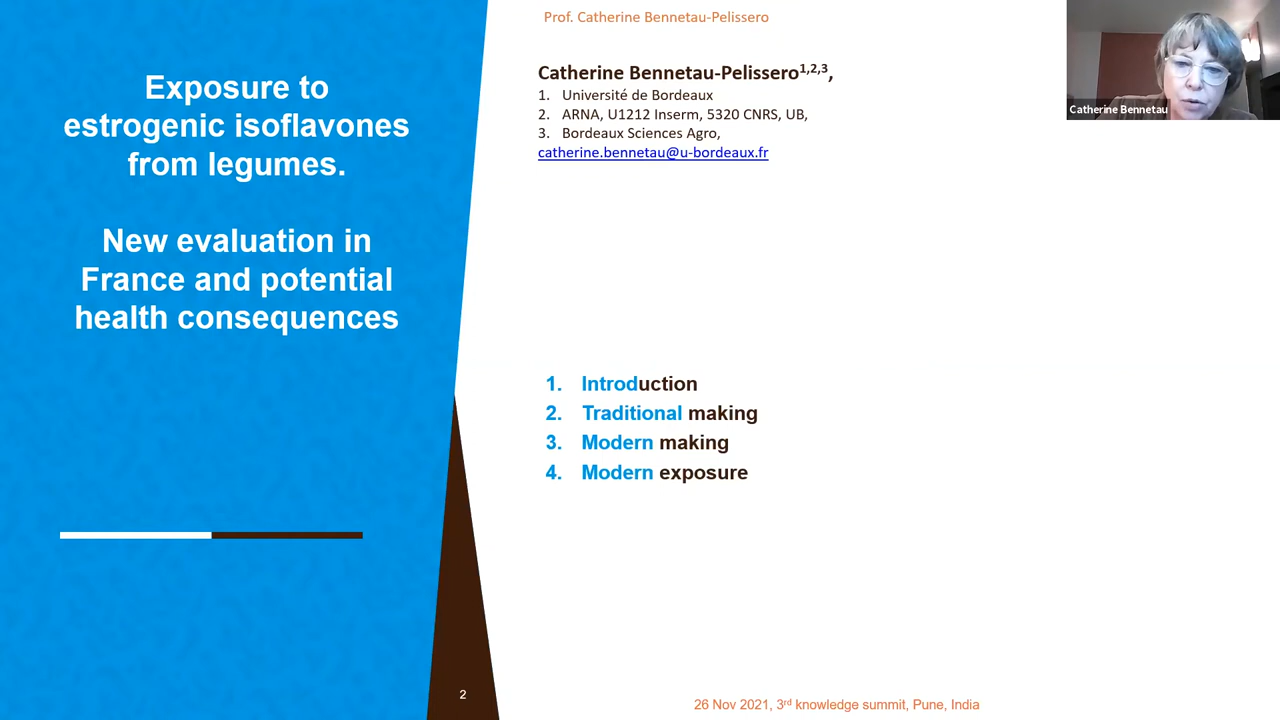 Exposure to
estrogenic isoflavones
from legumes.
New evaluation in
France and potential
health consequences
2
Prof. Catherine Bennetau-Pelissero
Catherine Bennetau-Pelissero1,2,3,
1. Université de Bordeaux
2. ARNA, U1212 Inserm, 5320 CNRS, UB,
3. Bordeaux Sciences Agro,
catherine.bennetau@u-bordeaux.fr
1. Introduction
2. Traditional making
3. Modern making
4. Modern exposure
26 Nov 2021, 3rd knowledge summit, Pune, India
Catherine Bennetau